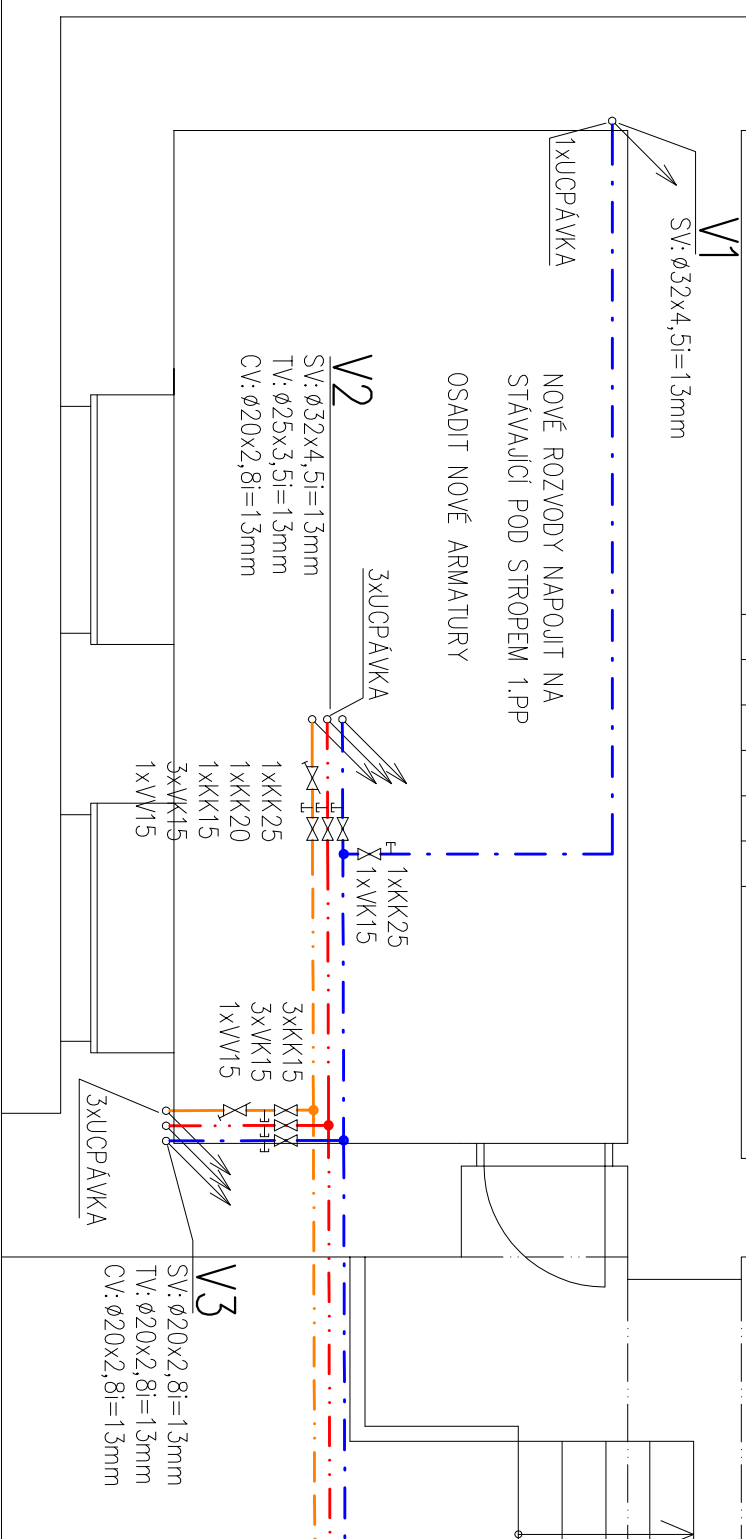 V1
SV: Ø32x4,5i=13mm
1xUCPÁVKA
NOVÉ ROZVODY NAPOJIT NA
STÁVAJÍCÍ POD STROPEM 1.PP
OSADIT NOVÉ ARMATURY
V2
SV: Ø32x4,5i=13mm
TV: Ø25x3,5i=13mm
CV: Ø20x2,8i=13mm
3xUCPÁVKA
1xKK25
1xKK20
1xKK15
3xVK15
1xVV15
1xKK25
1xVK15
3xKK15
3xVK15
1xVV15
3xUCPÁVKA
V3
SV: Ø20x2,8i=13mm
TV: Ø20x2,8i=13mm
CV: Ø20x2,8i=13mm